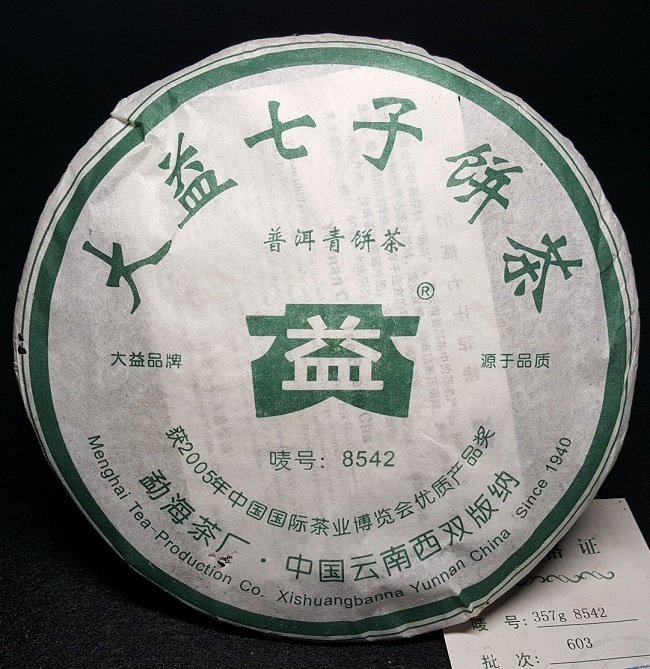 大益七子饼茶
普洱青饼茶
®
益
大益品牌
源于品质
唛号：8542
获2005年中国国际茶业博览会优质产品奖
勐海茶厂·中国云南西双版纳
Menghai Tea Production Co. Xishuangbanna Yunnan China Since 1940
格证
唛 号：357g 8542
批 次：603